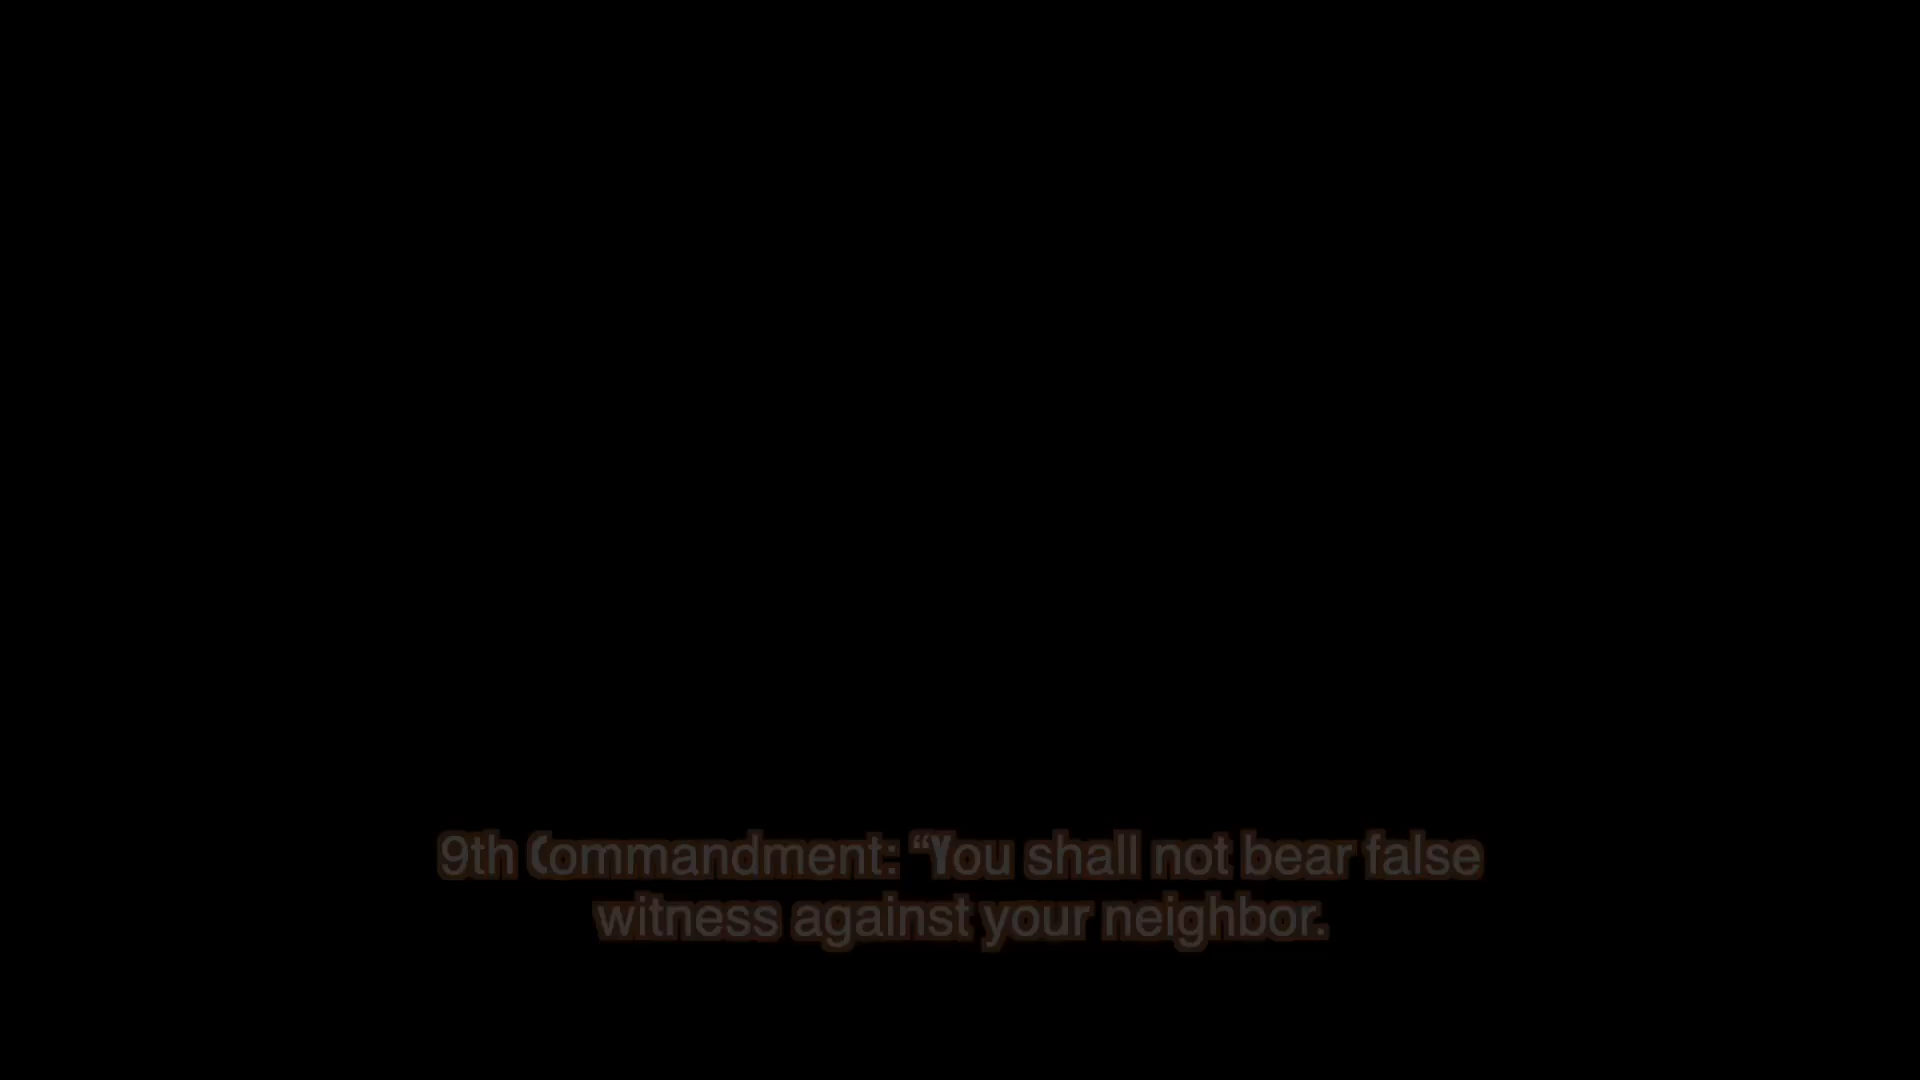 9th Commandment: “You shall not bear false
witness against your neighbor.